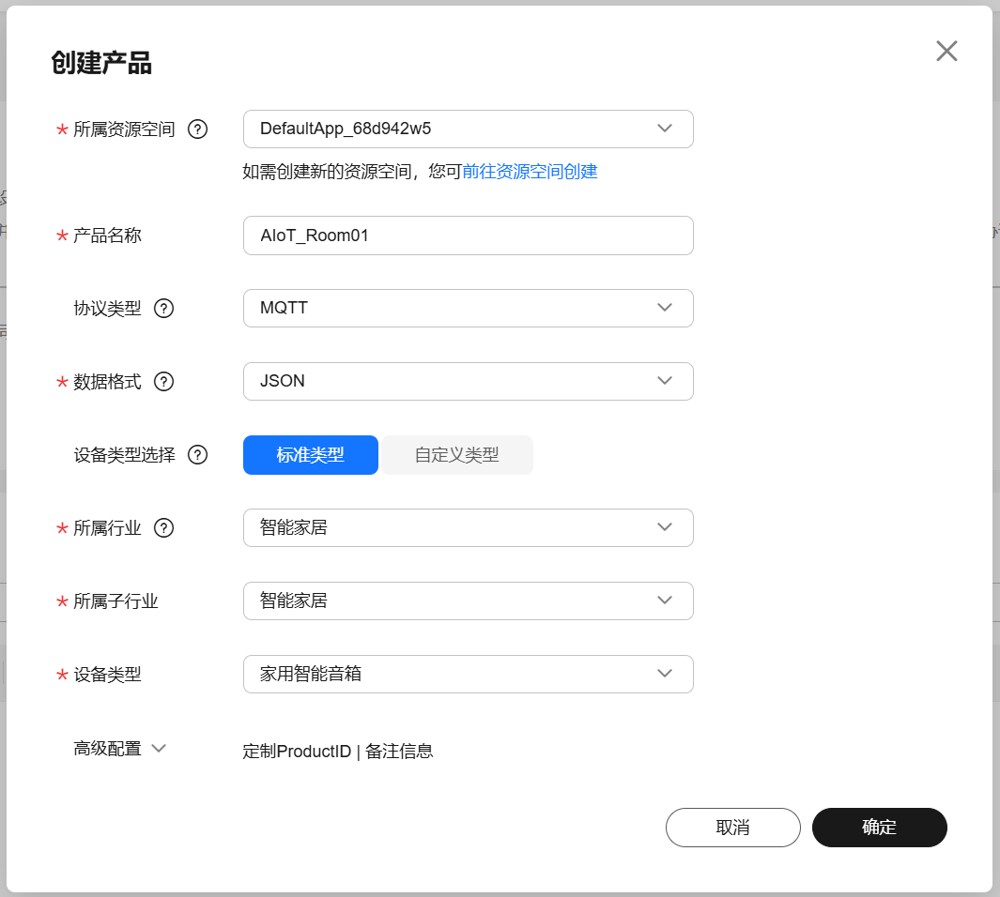 创建产品
* 所属资源空间 ? DefaultApp_68d942w5
如需创建新的资源空间，您可前往资源空间创建
* 产品名称 AIoT_Room01
协议类型 ? MQTT
* 数据格式 ? JSON
设备类型选择 ? 标准类型 自定义类型
* 所属行业 ? 智能家居
* 所属子行业 智能家居
* 设备类型 家用智能音箱
高级配置 定制ProductID | 备注信息
取消 确定